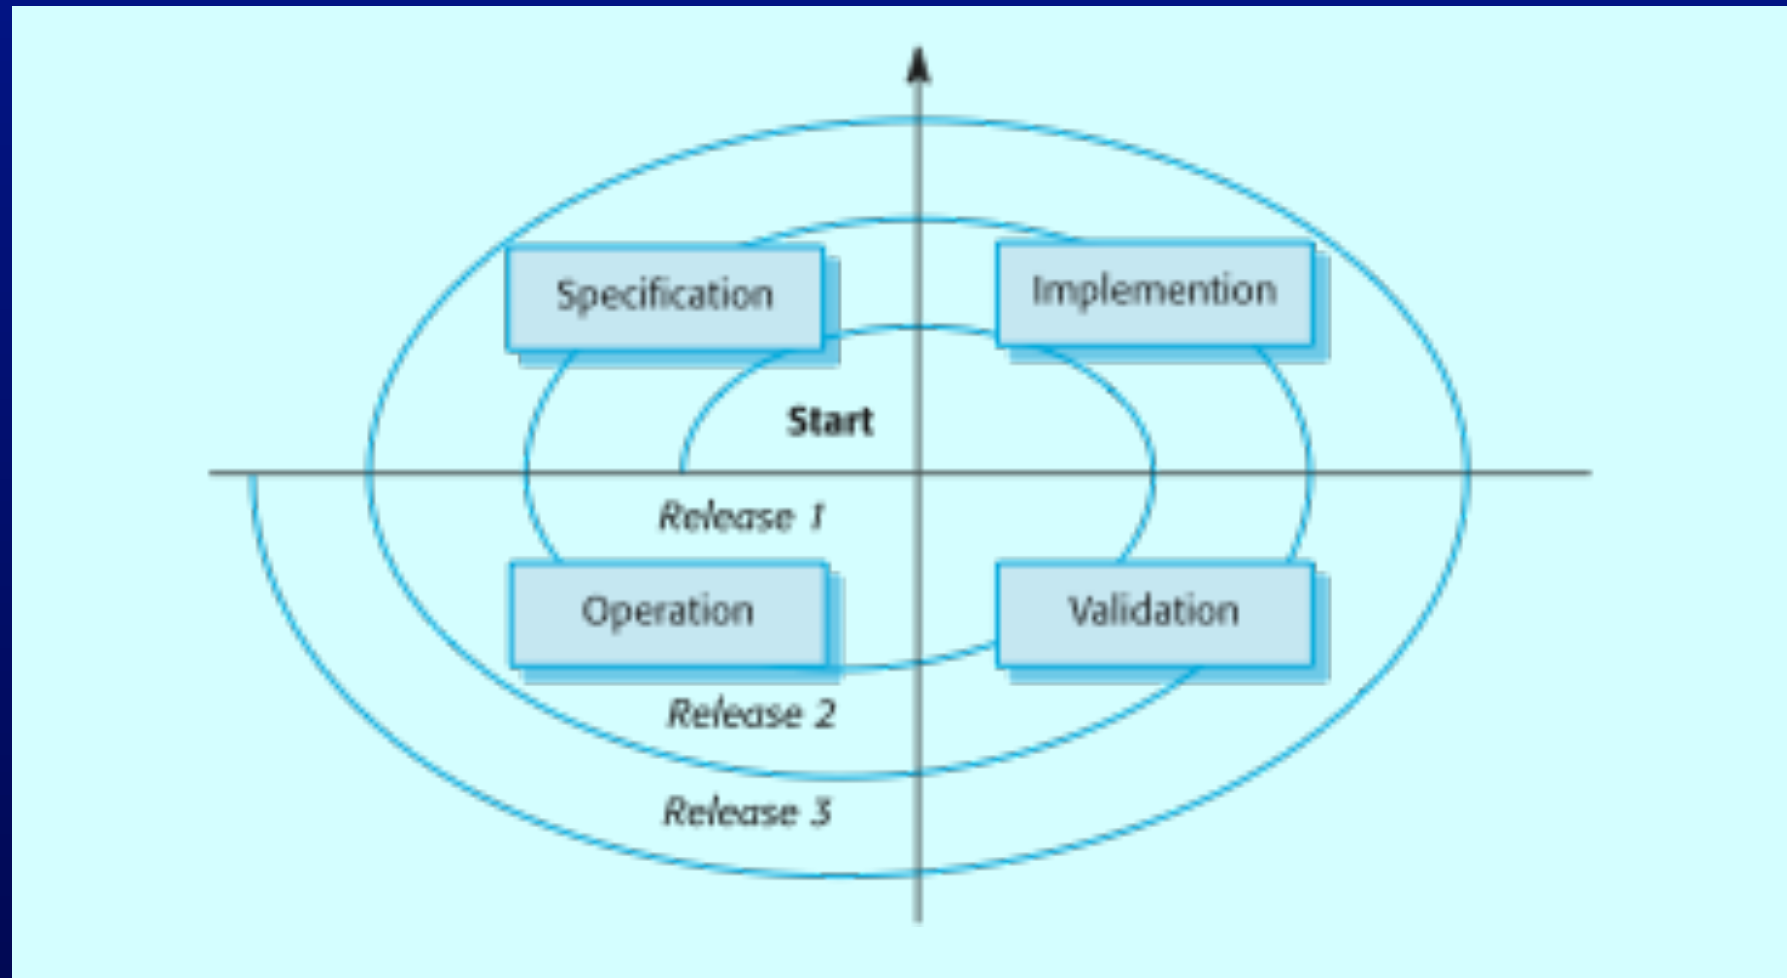 Specification
Implemention
Start
Release 1
Operation
Validation
Release 2
Release 3